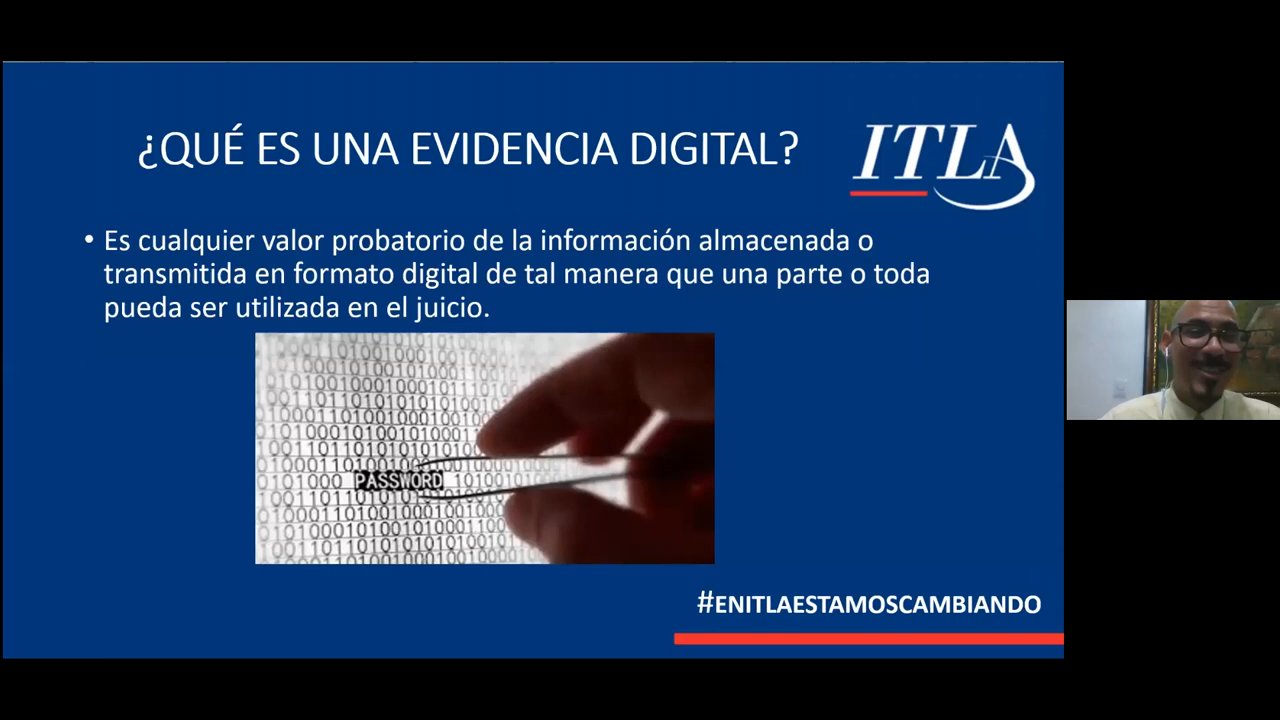 ¿QUÉ ES UNA EVIDENCIA DIGITAL?
ITLA
• Es cualquier valor probatorio de la información almacenada o
transmitida en formato digital de tal manera que una parte o toda
pueda ser utilizada en el juicio.
PASSWORD
#ENITLAESTAMOSCAMBIANDO